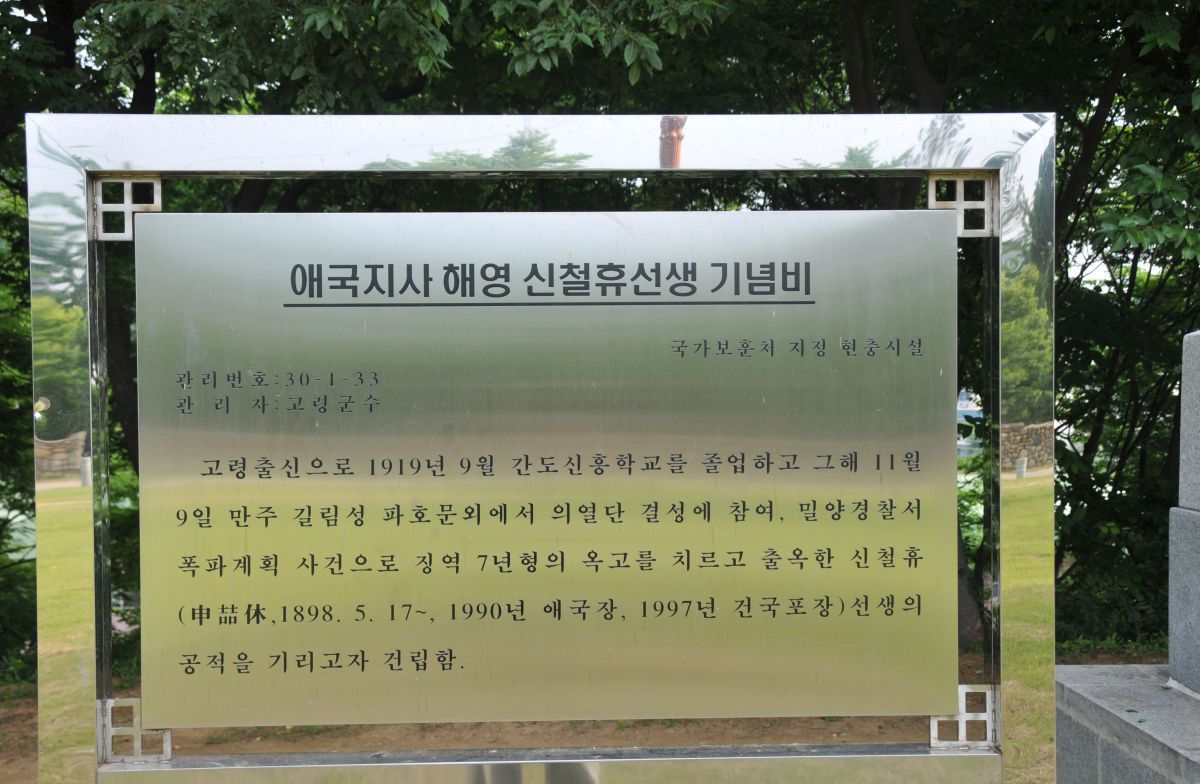 애국지사 해영 신철휴선생 기념비
국가보훈처 지정 현충시설
관리번호:30-1-33
관 리 자:고령군수
고령출신으로 1919년 9월 간도신흥학교를 졸업하고 그해 11월
9일 만주 길림성 파호문외에서 의열단 결성에 참여, 밀양경찰서
폭파계획 사건으로 징역 7년형의 옥고를 치르고 출옥한 신철휴
(申喆休,1898. 5. 17~, 1990년 애국장, 1997년 건국포장)선생의
공적을 기리고자 건립함.